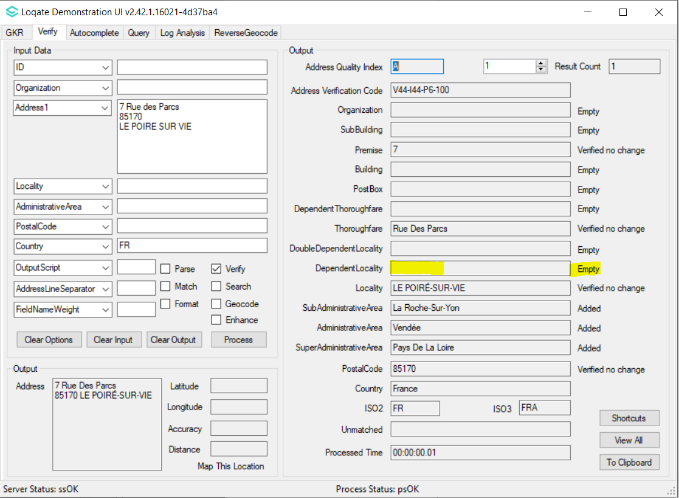 Loqate Demonstration UI v2.42.1.16021-4d37ba4
GKR Verify Autocomplete Query Log Analysis ReverseGeocode
Input Data
ID
Organization
Address1
7 Rue des Parcs
85170
LE POIRE SUR VIE
Locality
AdministrativeArea
PostalCode
Country FR
OutputScript Parse Verify
AddressLineSeparator Match Search
FieldNameWeight Format Geocode
Enhance
Clear Options Clear Input Clear Output Process
Output
Address
7 Rue Des Parcs
85170 LE POIRÉ-SUR-VIE
Latitude
Longitude
Accuracy
Distance
Map This Location
Output
Address Quality Index A 1 Result Count 1
Address Verification Code V44-I44-P6-100
Organization Empty
SubBuilding Empty
Premise 7 Verified no change
Building Empty
PostBox Empty
DependentThoroughfare Empty
Thoroughfare Rue Des Parcs Verified no change
DoubleDependentLocality Empty
DependentLocality Empty
Locality LE POIRÉ-SUR-VIE Verified no change
SubAdministrativeArea La Roche-Sur-Yon Added
AdministrativeArea Vendée Added
SuperAdministrativeArea Pays De La Loire Added
PostalCode 85170 Verified no change
Country France
ISO2 FR ISO3 FRA
Unmatched
Processed Time 00:00:00.01
Shortcuts
View All
To Clipboard
Server Status: ssOK Process Status: psOK